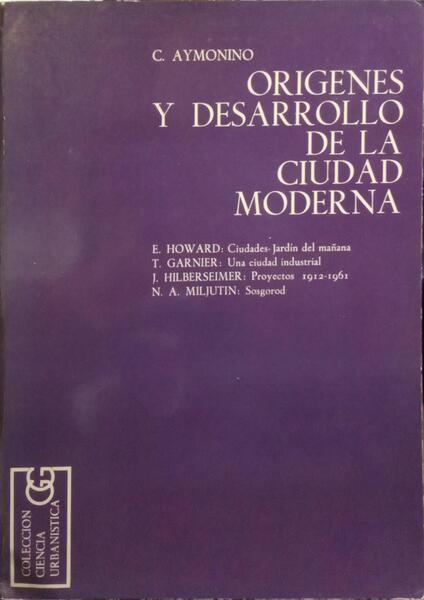 C. AYMONINO
ORIGENES
Y DESARROLLO
DE LA
CIUDAD
MODERNA
E. HOWARD: Ciudades-Jardín del mañana
T. GARNIER: Una ciudad industrial
J. HILBERSEIMER: Proyectos 1912-1961
N. A. MILJUTIN: Sosgorod
GG
COLECCION
CIENCIA
URBANISTICA